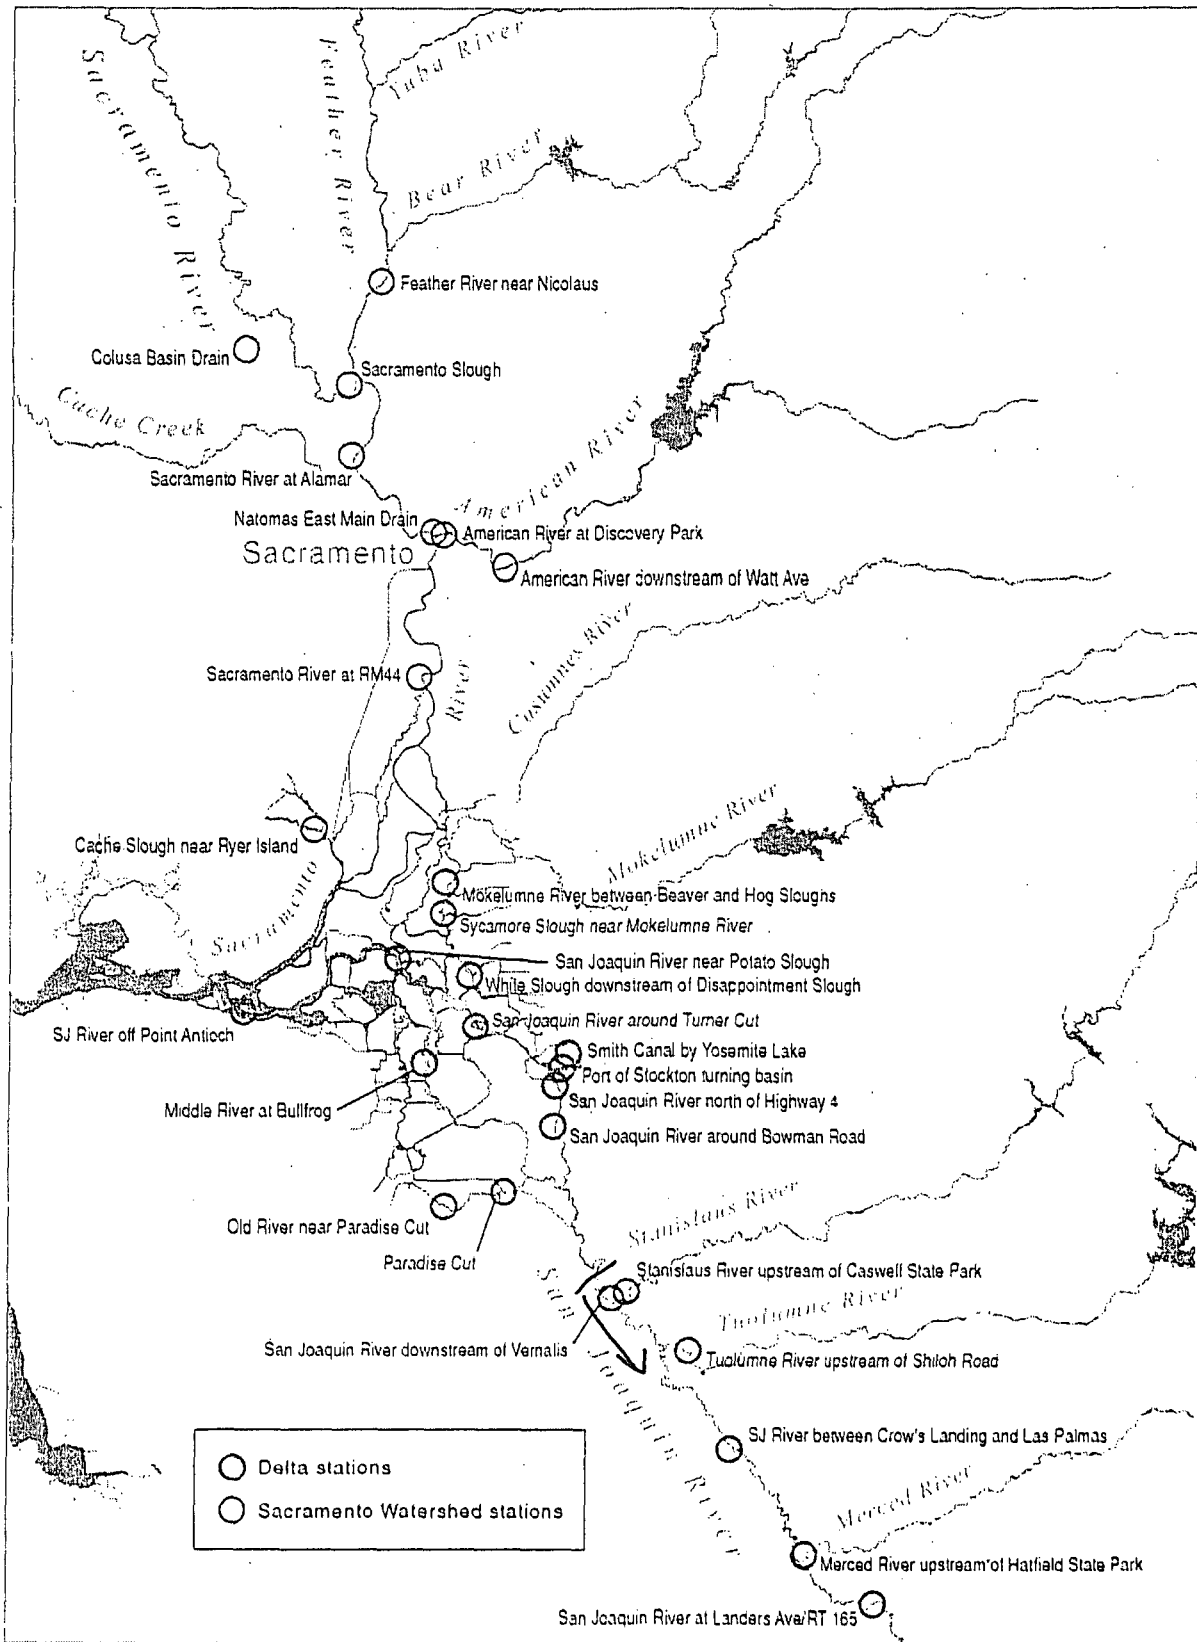 Sacramento River
Feather River
Yuba River
Bear River
Feather River near Nicolaus
Colusa Basin Drain
Sacramento Slough
Cache Creek
American River
Sacramento River at Alamar
Natomas East Main Drain
American River at Discovery Park
Sacramento
American River downstream of Watt Ave
Cosumnes River
Sacramento River at RM44
River
Mokelumne River
Cache Slough near Ryer Island
Sacramento
Mokelumne River between Beaver and Hog Sloughs
Sycamore Slough near Mokelumne River
San Joaquin River near Potato Slough
While Slough downstream of Disappointment Slough
SJ River off Point Antioch
San Joaquin River around Turner Cut
Smith Canal by Yosemite Lake
Port of Stockton turning basin
Middle River at Bullfrog
San Joaquin River north of Highway 4
San Joaquin River around Bowman Road
Stanislaus River
Old River near Paradise Cut
Paradise Cut
San Joaquin River
Stanislaus River upstream of Caswell State Park
Tuolumne River
San Joaquin River downstream of Vernalis
Tuolumne River upstream of Shiloh Road
SJ River between Crow's Landing and Las Palmas
Delta stations
Sacramento Watershed stations
Merced River
Merced River upstream of Hatfield State Park
San Joaquin River at Landers Ave/RT 165